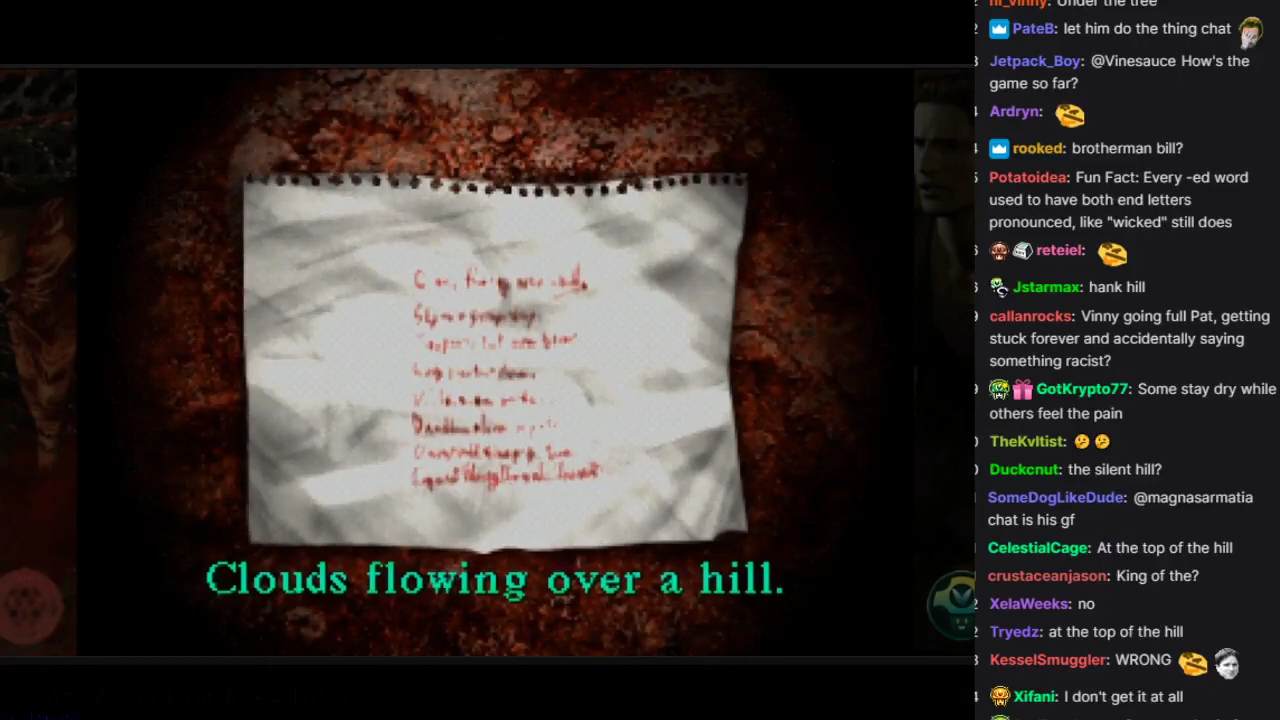 Clouds flowing over a hill.
hi_vinny: Under the tree
PateB: let him do the thing chat
Jetpack_Boy: @Vinesauce How's the
game so far?
Ardryn:
rooked: brotherman bill?
Potatoidea: Fun Fact: Every -ed word
used to have both end letters
pronounced, like "wicked" still does
reteiel:
Jstarmax: hank hill
callanrocks: Vinny going full Pat, getting
stuck forever and accidentally saying
something racist?
GotKrypto77: Some stay dry while
others feel the pain
TheKvltist:
Duckcnut: the silent hill?
SomeDogLikeDude: @magnasarmatia
chat is his gf
CelestialCage: At the top of the hill
crustaceanjason: King of the?
XelaWeeks: no
Tryedz: at the top of the hill
KesselSmuggler: WRONG
Xifani: I don't get it at all